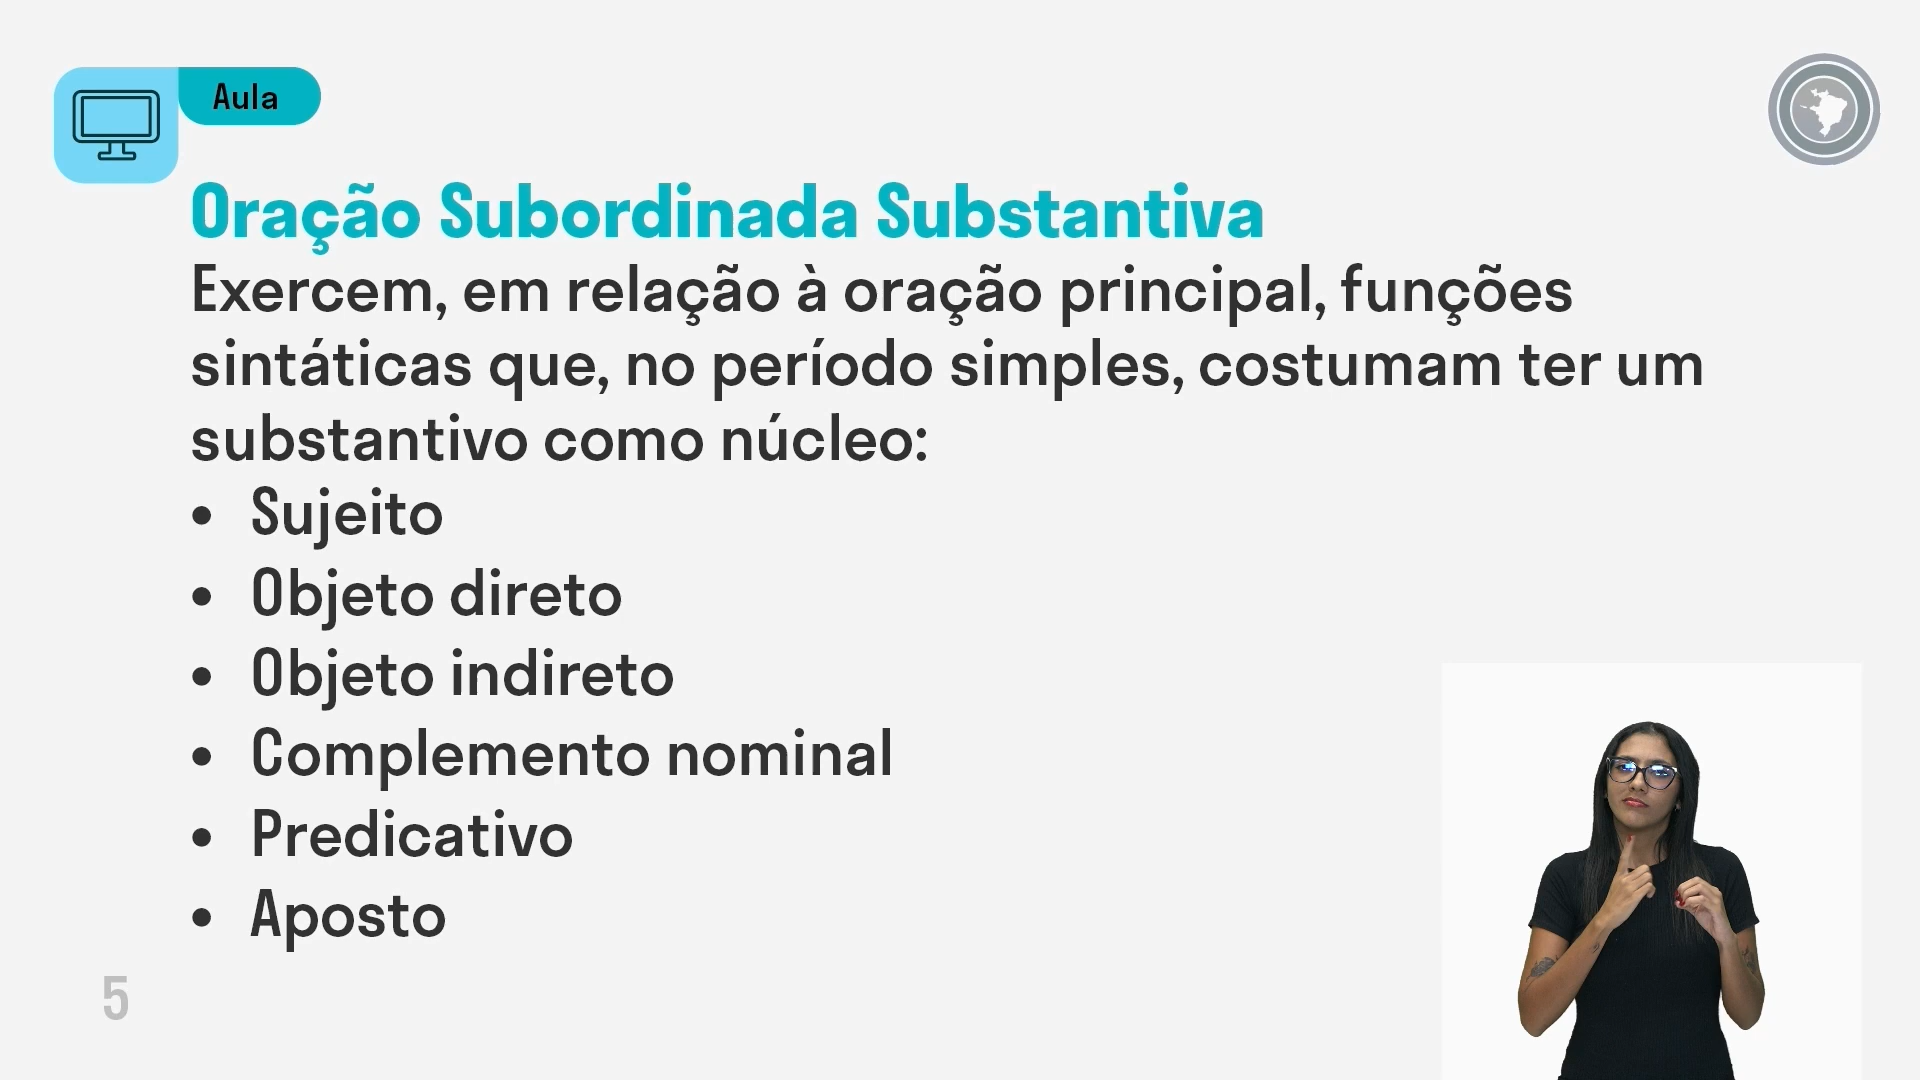 Aula
Oração Subordinada Substantiva
Exercem, em relação à oração principal, funções
sintáticas que, no período simples, costumam ter um
substantivo como núcleo:
• Sujeito
• Objeto direto
• Objeto indireto
• Complemento nominal
• Predicativo
• Aposto
5